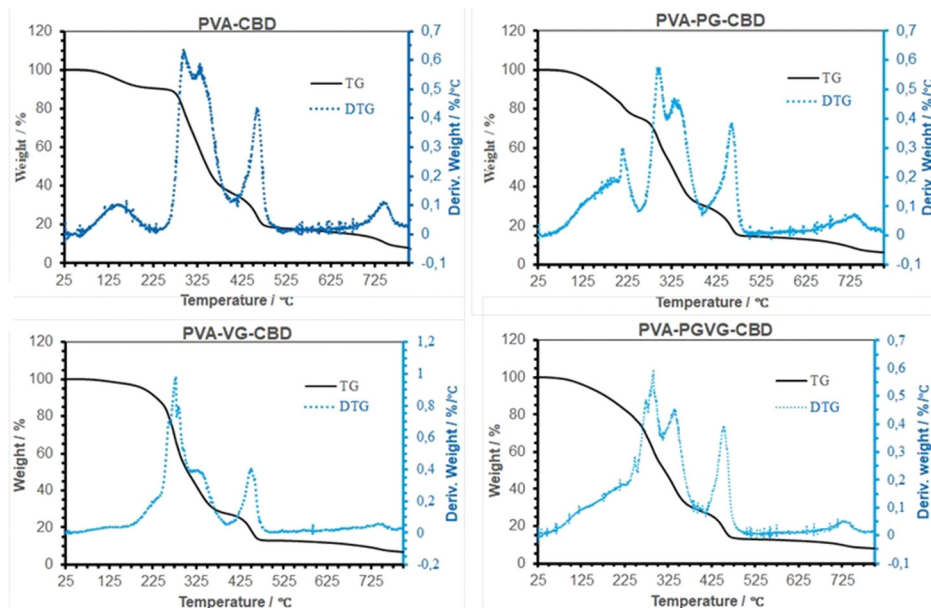 PVA-CBD
120
100
80
60
40
20
0
Weight / %
0,7
0,6
0,5
0,4
0,3
0,2
0,1
0
-0,1
Deriv. Weight / %/°C
TG
DTG
25 125 225 325 425 525 625 725
Temperature / °C
PVA-PG-CBD
120
100
80
60
40
20
0
Weight / %
0,7
0,6
0,5
0,4
0,3
0,2
0,1
0
-0,1
Deriv. Weight / %/°C
TG
DTG
25 125 225 325 425 525 625 725
Temperature / °C
PVA-VG-CBD
120
100
80
60
40
20
0
Weight / %
1,2
1
0,8
0,6
0,4
0,2
0
-0,2
Deriv. Weight / %/°C
TG
DTG
25 125 225 325 425 525 625 725
Temperature / °C
PVA-PGVG-CBD
120
100
80
60
40
20
0
Weight / %
0,7
0,6
0,5
0,4
0,3
0,2
0,1
0
-0,1
Deriv. weight / %/°C
TG
DTG
25 125 225 325 425 525 625 725
Temperature / °C